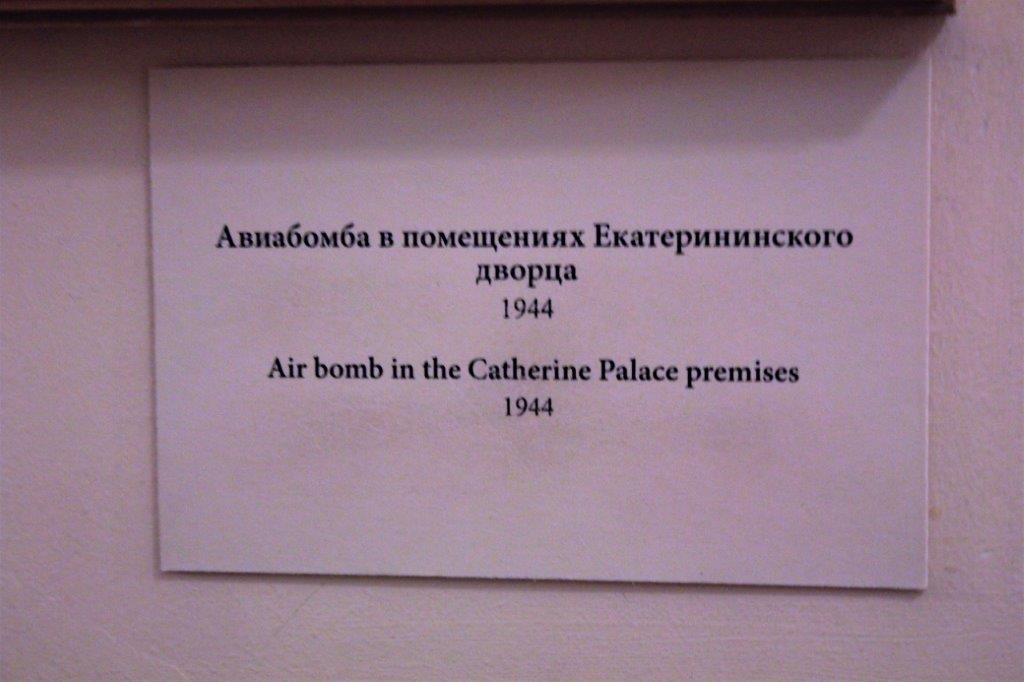 Авиабомба в помещениях Екатерининского
дворца
1944
Air bomb in the Catherine Palace premises
1944